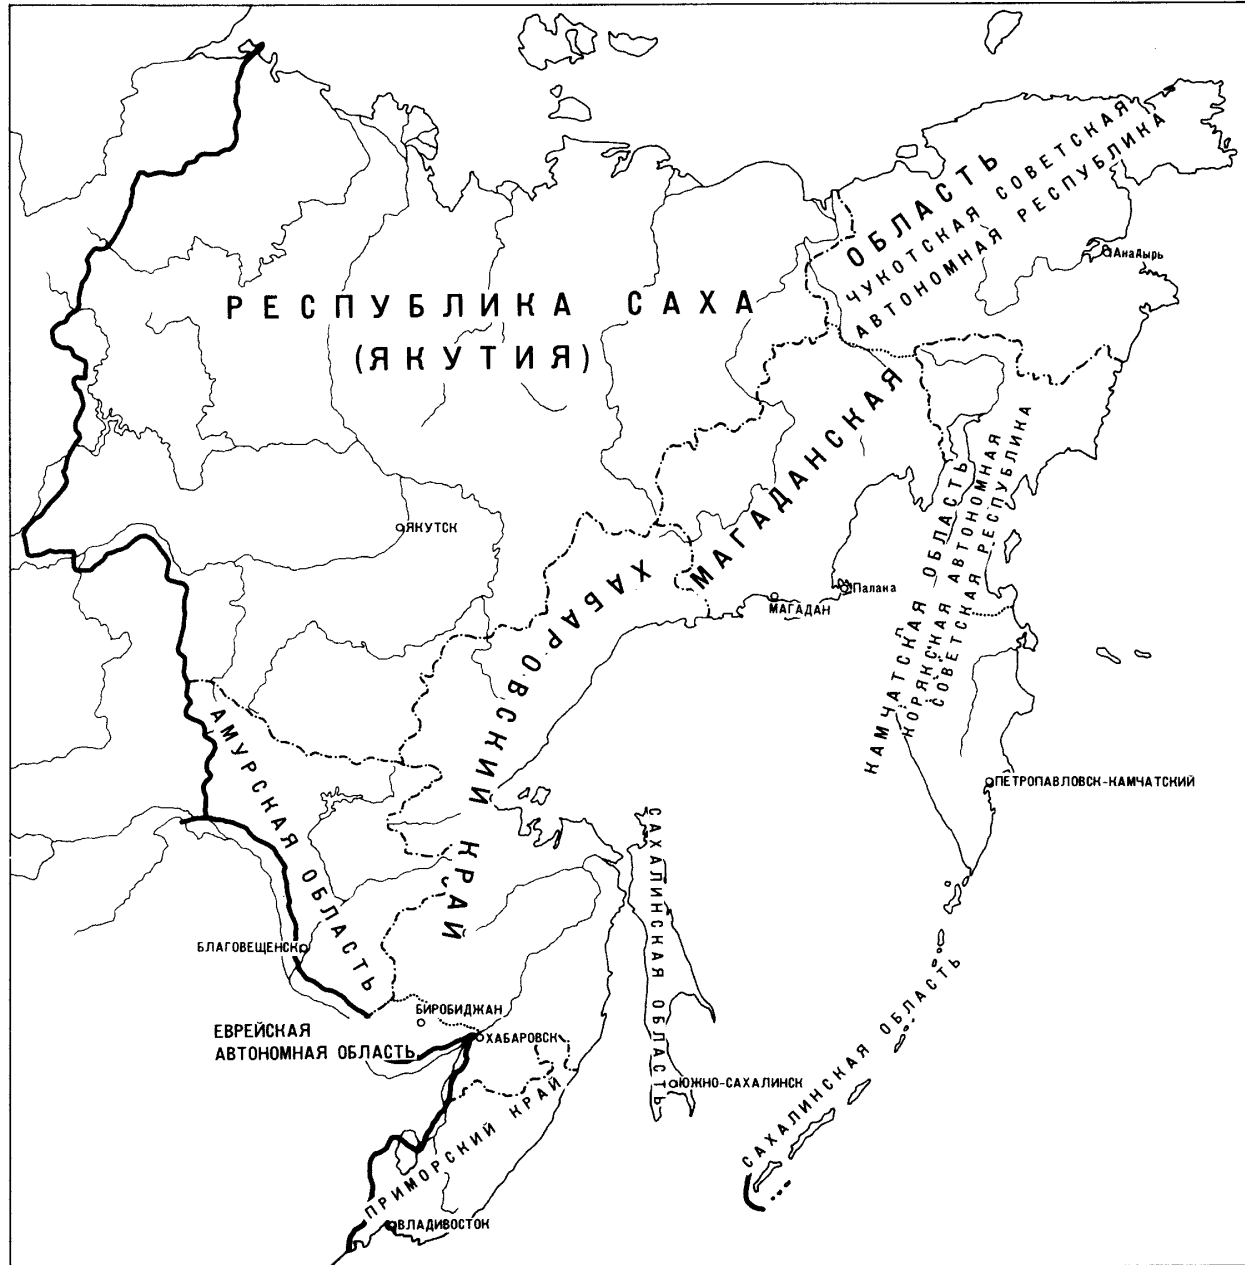 ОБЛАСТЬ
ЧУКОТСКАЯ СОВЕТСКАЯ
АВТОНОМНАЯ РЕСПУБЛИКА
Анадырь
РЕСПУБЛИКА САХА
(ЯКУТИЯ)
МАГАДАНСКАЯ
ЯКУТСК
ХАБАРОВСКИЙ КРАЙ
МАГАДАН
Палана
КАМЧАТСКАЯ ОБЛАСТЬ
КОРЯКСКАЯ АВТОНОМНАЯ
СОВЕТСКАЯ РЕСПУБЛИКА
ПЕТРОПАВЛОВСК-КАМЧАТСКИЙ
АМУРСКАЯ ОБЛАСТЬ
САХАЛИНСКАЯ ОБЛАСТЬ
БЛАГОВЕЩЕНСК
БИРОБИДЖАН
ЕВРЕЙСКАЯ
АВТОНОМНАЯ ОБЛАСТЬ
ХАБАРОВСК
ЮЖНО-САХАЛИНСК
САХАЛИНСКАЯ ОБЛАСТЬ
ПРИМОРСКИЙ КРАЙ
ВЛАДИВОСТОК